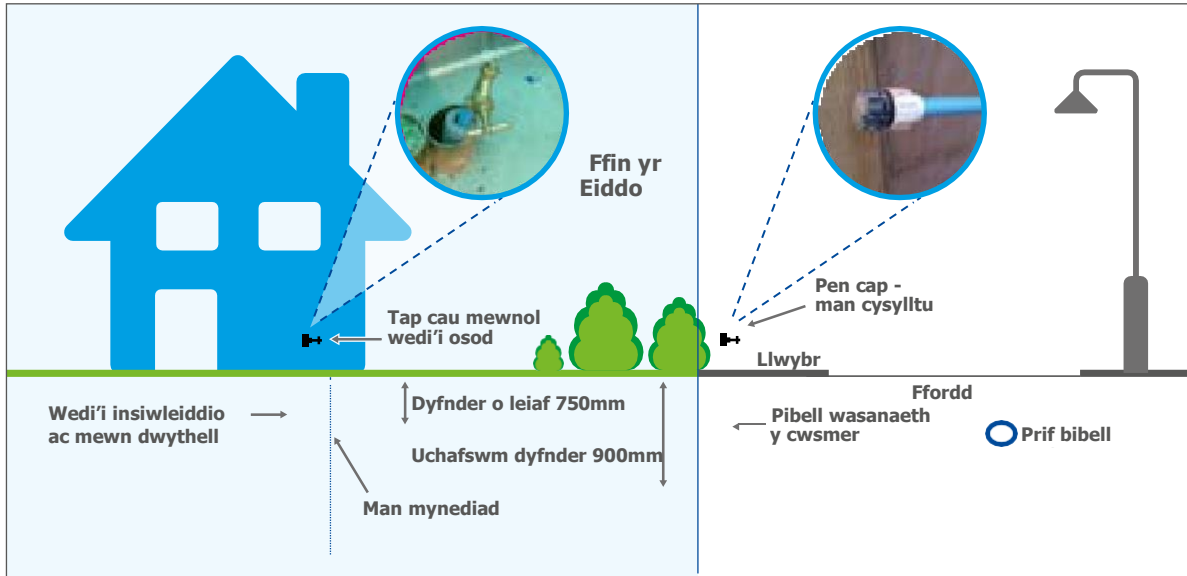 Ffin yr
Eiddo
Tap cau mewnol
wedi'i osod
Pen cap -
man cysylltu
Llwybr
Ffordd
Wedi'i insiwleiddio
ac mewn dwythell
Dyfnder o leiaf 750mm
Uchafswm dyfnder 900mm
Man mynediad
Pibell wasanaeth
y cwsmer
Prif bibell